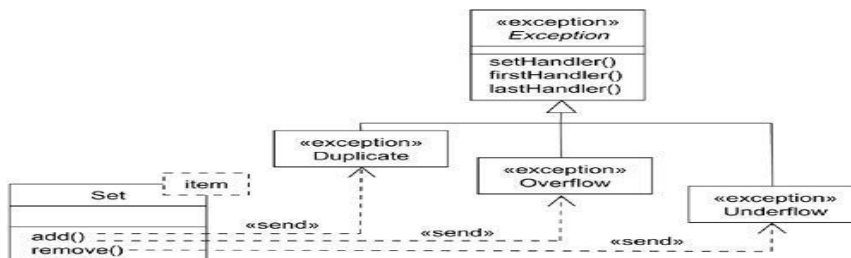 «exception»
Exception
setHandler()
firstHandler()
lastHandler()
«exception»
Duplicate
«exception»
Overflow
«exception»
Underflow
item
Set
add()
remove()
«send»
«send»
«send»